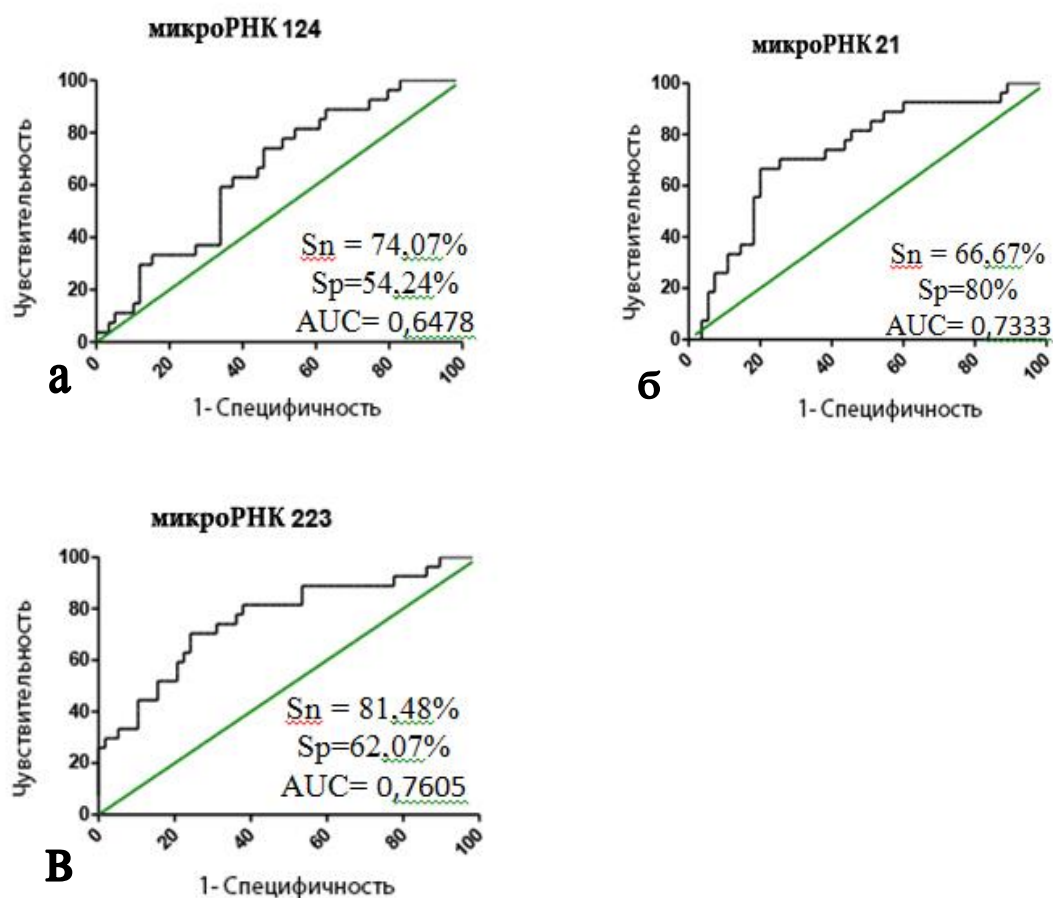 микроРНК 124
Чувствительность
100
80
60
40
20
0
Sn = 74,07%
Sp=54,24%
AUC= 0,6478
0 20 40 60 80 100
1- Специфичность
а
микроРНК 21
Чувствительность
100
80
60
40
20
0
Sn = 66,67%
Sp=80%
AUC= 0,7333
0 20 40 60 80 100
1- Специфичность
б
микроРНК 223
Чувствительность
100
80
60
40
20
0
Sn = 81,48%
Sp=62,07%
AUC= 0,7605
0 20 40 60 80 100
1- Специфичность
В